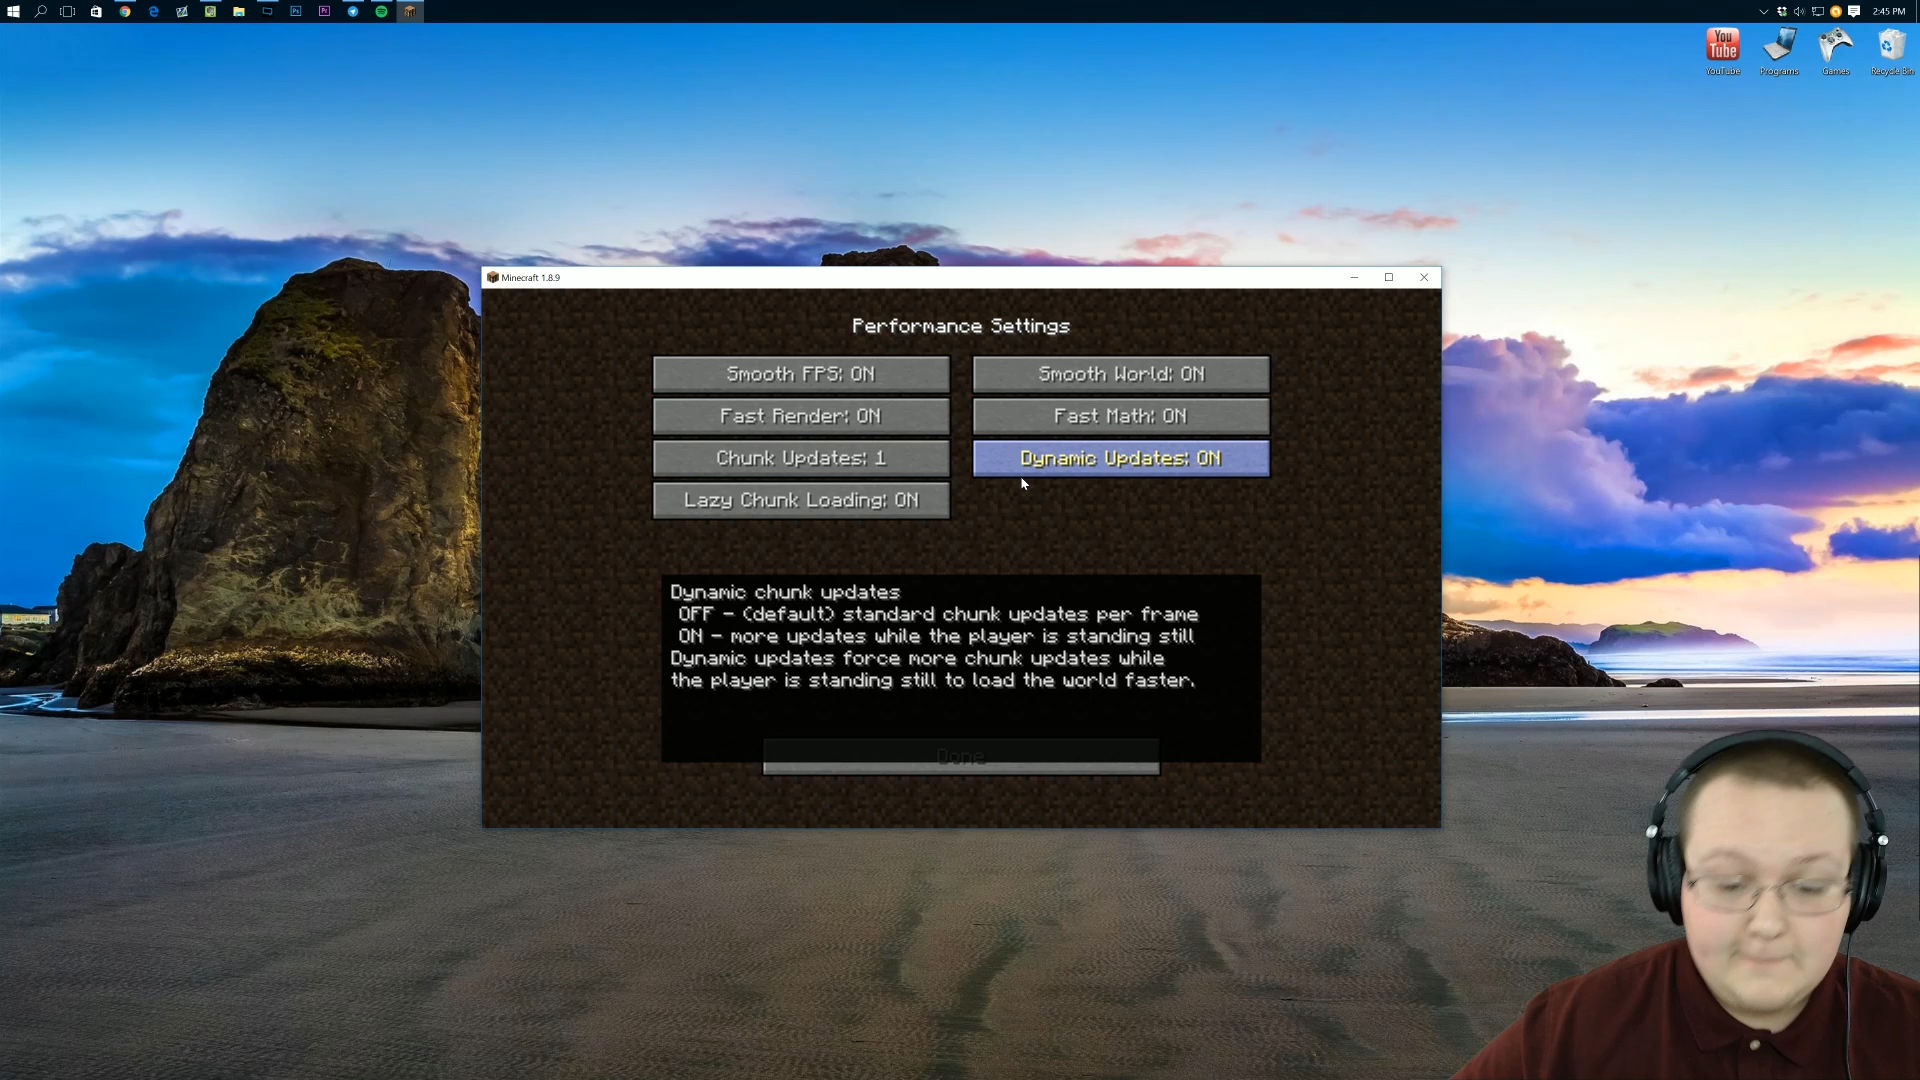 2:45 PM
You
Tube
YouTube
Programs
Games
Recycle Bin
Minecraft 1.8.9
Performance Settings
Smooth FPS: ON
Smooth World: ON
Fast Render: ON
Fast Math: ON
Chunk Updates: 1
Dynamic Updates: ON
Lazy Chunk Loading: ON
Dynamic chunk updates
OFF - (default) standard chunk updates per frame
ON - more updates while the player is standing still
Dynamic updates force more chunk updates while
the player is standing still to load the world faster.
Done